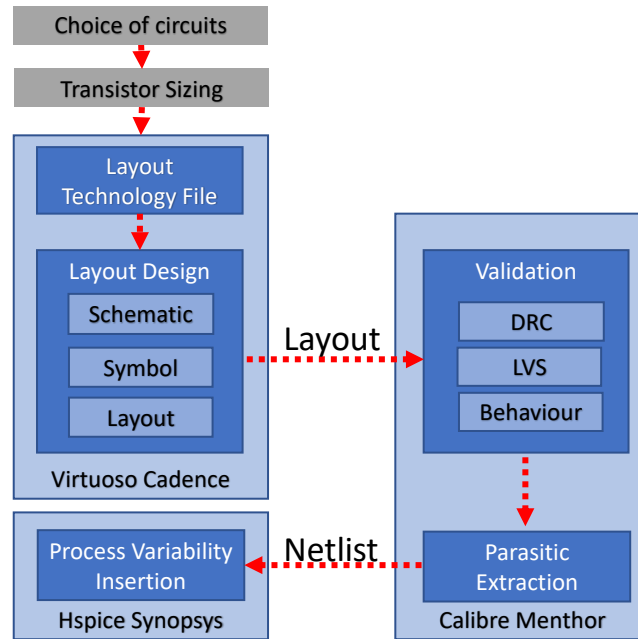 Choice of circuits
Transistor Sizing
Layout
Technology File
Layout Design
Schematic
Symbol
Layout
Virtuoso Cadence
Layout
Validation
DRC
LVS
Behaviour
Parasitic
Extraction
Calibre Menthor
Netlist
Process Variability
Insertion
Hspice Synopsys